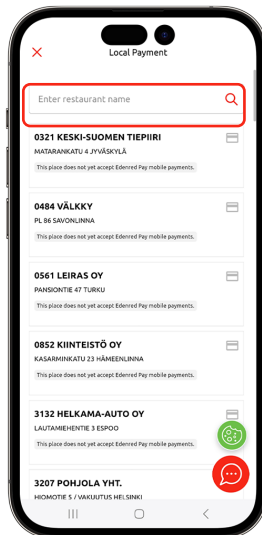 Local Payment
Enter restaurant name
0321 KESKI-SUOMEN TIEPIIRI
MATARANKATU 4 JYVÄSKYLÄ
This place does not yet accept Edenred Pay mobile payments.
0484 VÄLKKY
PL 86 SAVONLINNA
This place does not yet accept Edenred Pay mobile payments.
0561 LEIRAS OY
PANSIONTIE 47 TURKU
This place does not yet accept Edenred Pay mobile payments.
0852 KIINTEISTÖ OY
KASARMINKATU 23 HÄMEENLINNA
This place does not yet accept Edenred Pay mobile payments.
3132 HELKAMA-AUTO OY
LAUTAMIEHENTIE 3 ESPOO
This place does not yet accept Edenred Pay mobile payments.
3207 POHJOLA YHT.
HIOMOTIE 5 / VAKUUTUS HELSINKI